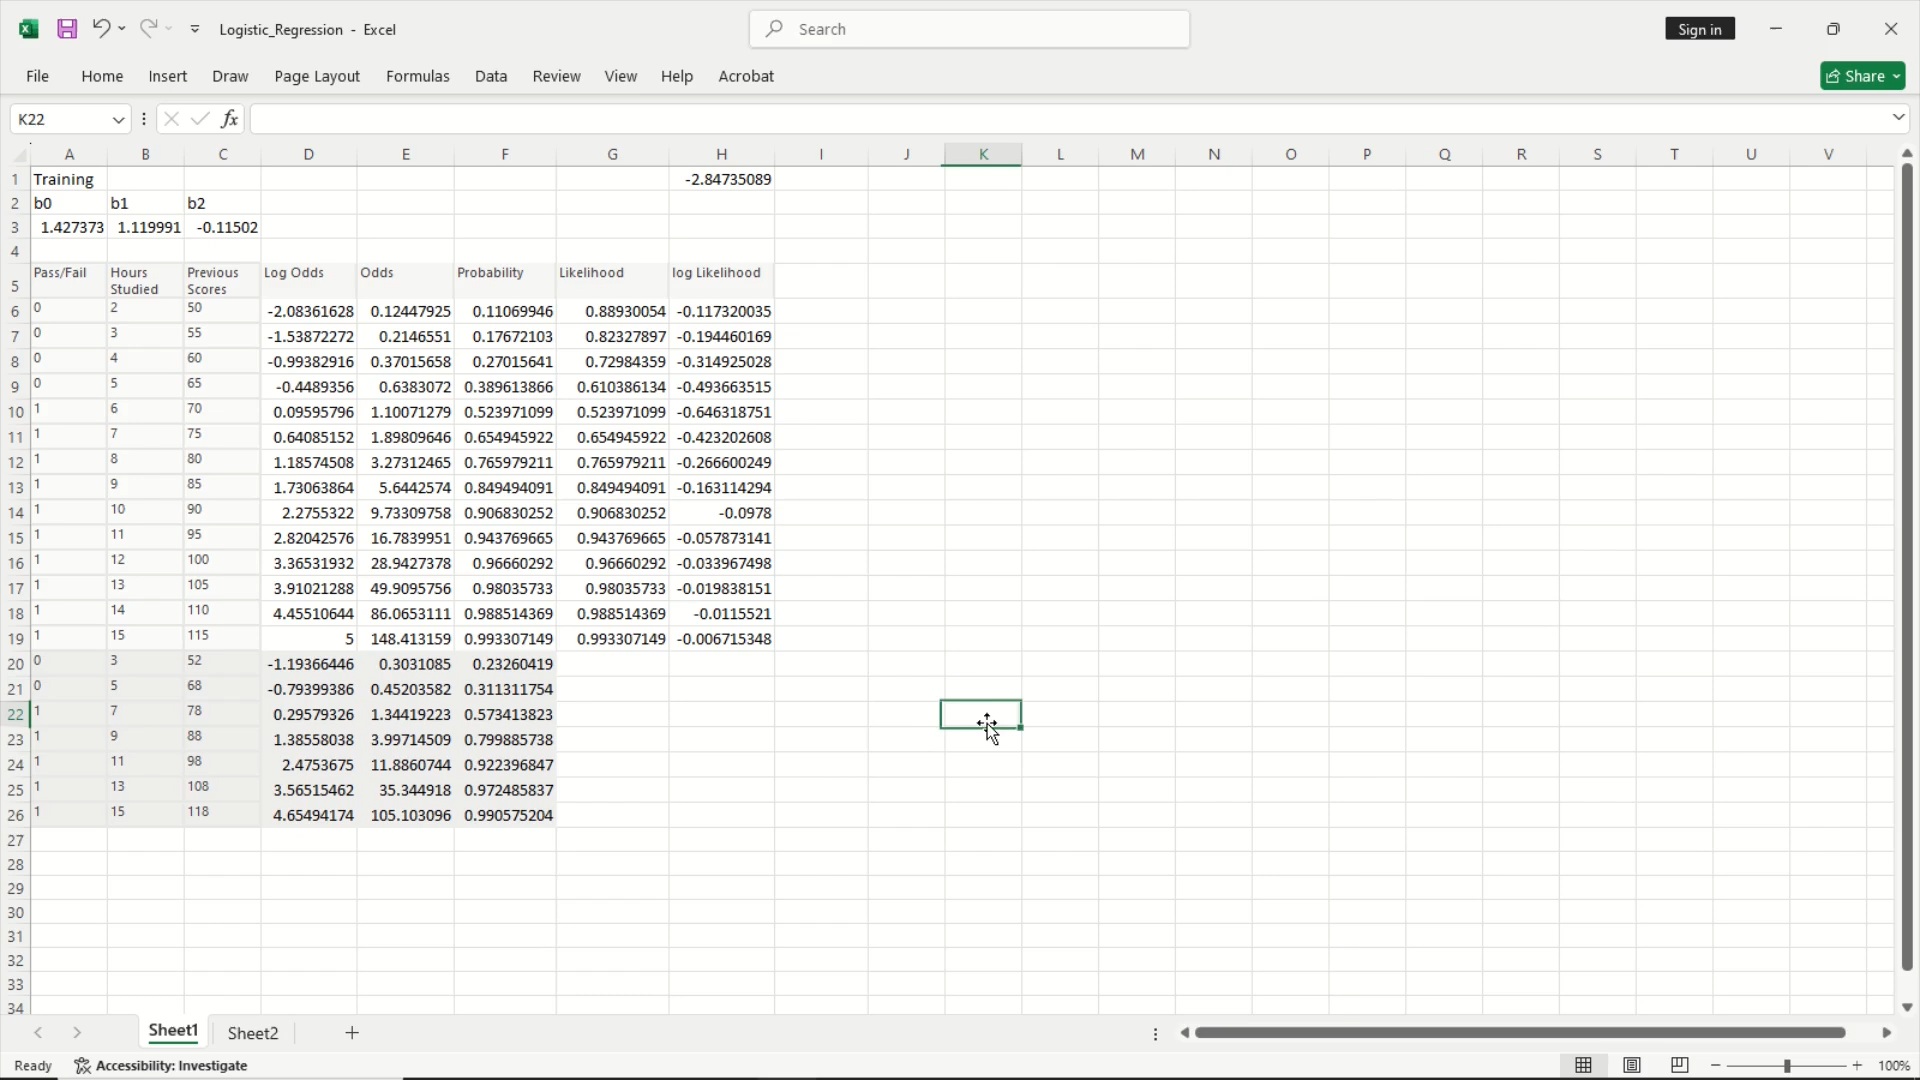 Logistic_Regression - Excel
Search
Sign in
File Home Insert Draw Page Layout Formulas Data Review View Help Acrobat
Share
K22
fx
A B C D E F G H I J K L M N O P Q R S T U V
1 Training -2.84735089
2 b0 b1 b2
3 1.427373 1.119991 -0.11502
4
5 Pass/Fail Hours Studied Previous Scores Log Odds Odds Probability Likelihood log Likelihood
6 0 2 50 -2.08361628 0.12447925 0.11069946 0.88930054 -0.117320035
7 0 3 55 -1.53872272 0.2146551 0.17672103 0.82327897 -0.194460169
8 0 4 60 -0.99382916 0.37015658 0.27015641 0.72984359 -0.314925028
9 0 5 65 -0.4489356 0.6383072 0.389613866 0.610386134 -0.493663515
10 1 6 70 0.09595796 1.10071279 0.523971099 0.523971099 -0.646318751
11 1 7 75 0.64085152 1.89809646 0.654945922 0.654945922 -0.423202608
12 1 8 80 1.18574508 3.27312465 0.765979211 0.765979211 -0.266600249
13 1 9 85 1.73063864 5.6442574 0.849494091 0.849494091 -0.163114294
14 1 10 90 2.2755322 9.73309758 0.906830252 0.906830252 -0.0978
15 1 11 95 2.82042576 16.7839951 0.943769665 0.943769665 -0.057873141
16 1 12 100 3.36531932 28.9427378 0.96660292 0.96660292 -0.033967498
17 1 13 105 3.91021288 49.9095756 0.98035733 0.98035733 -0.019838151
18 1 14 110 4.45510644 86.0653111 0.988514369 0.988514369 -0.0115521
19 1 15 115 5 148.413159 0.993307149 0.993307149 -0.006715348
20 0 3 52 -1.19366446 0.3031085 0.23260419
21 0 5 68 -0.79399386 0.45203582 0.311311754
22 1 7 78 0.29579326 1.34419223 0.573413823
23 1 9 88 1.38558038 3.99714509 0.799885738
24 1 11 98 2.4753675 11.8860744 0.922396847
25 1 13 108 3.56515462 35.344918 0.972485837
26 1 15 118 4.65494174 105.103096 0.990575204
27
28
29
30
31
32
33
34
Sheet1 Sheet2
Ready Accessibility: Investigate 100%